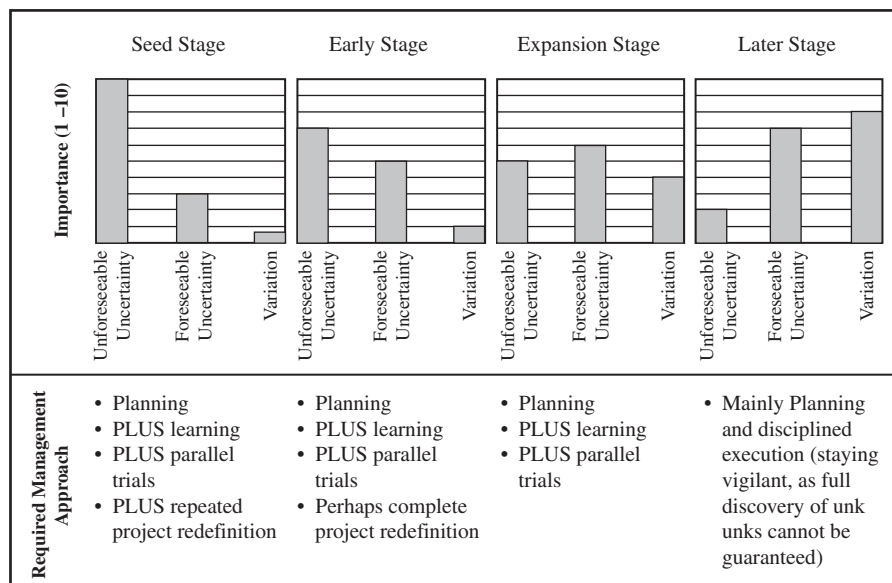 Seed Stage
Early Stage
Expansion Stage
Later Stage
Importance (1 –10)
Unforeseeable
Uncertainty
Foreseeable
Uncertainty
Variation
Unforeseeable
Uncertainty
Foreseeable
Uncertainty
Variation
Unforeseeable
Uncertainty
Foreseeable
Uncertainty
Variation
Unforeseeable
Uncertainty
Foreseeable
Uncertainty
Variation
Required Management
Approach
• Planning
• PLUS learning
• PLUS parallel
trials
• PLUS repeated
project redefinition
• Planning
• PLUS learning
• PLUS parallel
trials
• Perhaps complete
project redefinition
• Planning
• PLUS learning
• PLUS parallel
trials
• Mainly Planning
and disciplined
execution (staying
vigilant, as full
discovery of unk
unks cannot be
guaranteed)